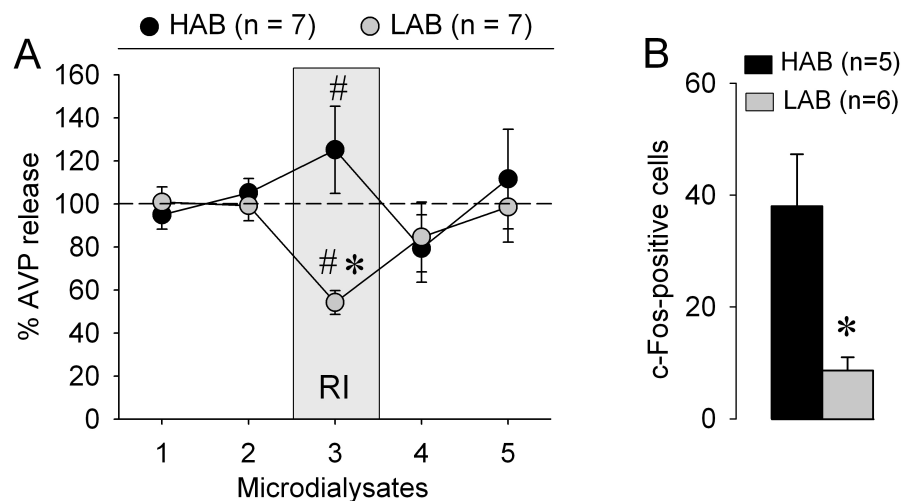 HAB (n = 7) LAB (n = 7)
A
160
140
120
100
80
60
40
20
0
% AVP release
#
# *
RI
1 2 3 4 5
Microdialysates
B
HAB (n=5)
LAB (n=6)
60
40
20
0
c-Fos-positive cells
*